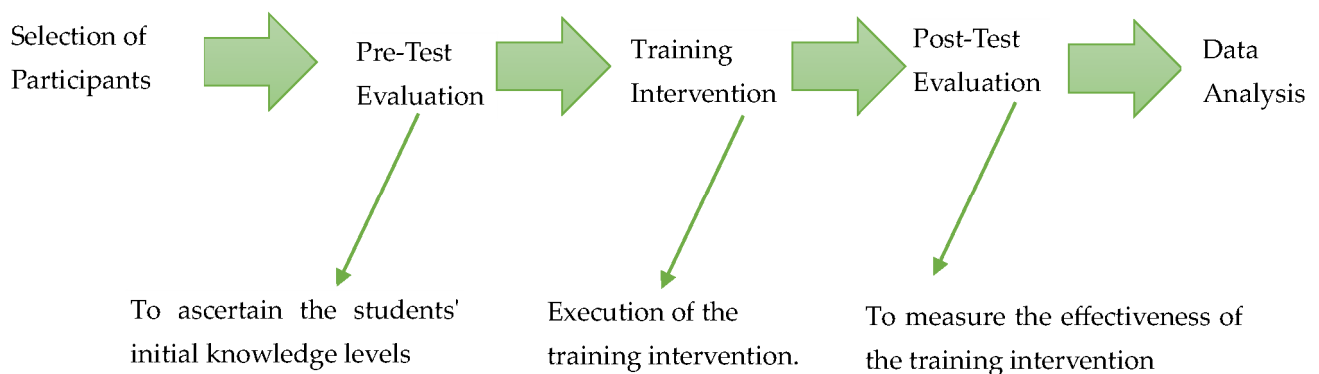 Selection of
Participants
Pre-Test
Evaluation
Training
Intervention
Post-Test
Evaluation
Data
Analysis
To ascertain the students'
initial knowledge levels
Execution of the
training intervention.
To measure the effectiveness of
the training intervention